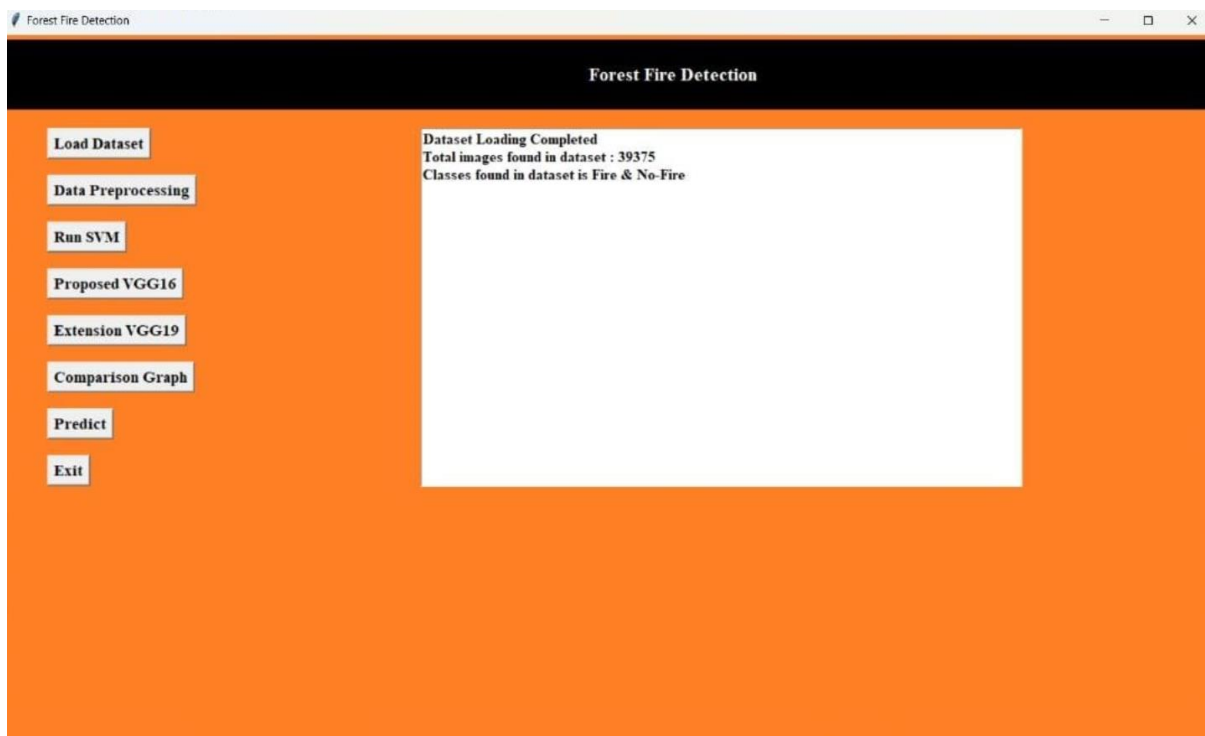 Forest Fire Detection
Forest Fire Detection
Load Dataset
Data Preprocessing
Run SVM
Proposed VGG16
Extension VGG19
Comparison Graph
Predict
Exit
Dataset Loading Completed
Total images found in dataset : 39375
Classes found in dataset is Fire & No-Fire